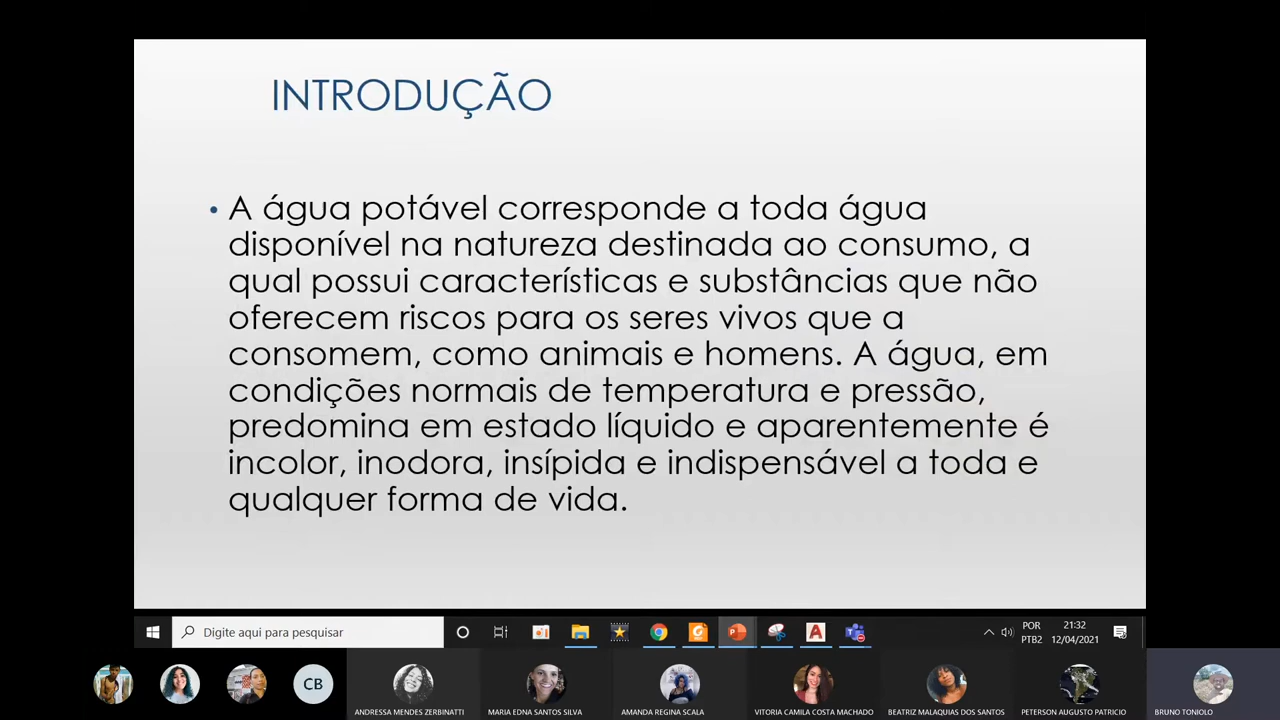 INTRODUÇÃO
• A água potável corresponde a toda água
disponível na natureza destinada ao consumo, a
qual possui características e substâncias que não
oferecem riscos para os seres vivos que a
consomem, como animais e homens. A água, em
condições normais de temperatura e pressão,
predomina em estado líquido e aparentemente é
incolor, inodora, insípida e indispensável a toda e
qualquer forma de vida.
Digite aqui para pesquisar
POR
PTB2
21:32
12/04/2021
CB
ANDRESSA MENDES ZERBINATTI
MARIA EDNA SANTOS SILVA
AMANDA REGINA SCALA
VITORIA CAMILA COSTA MACHADO
BEATRIZ MALAQUIAS DOS SANTOS
PETERSON AUGUSTO PATRICIO
BRUNO TONIOLO